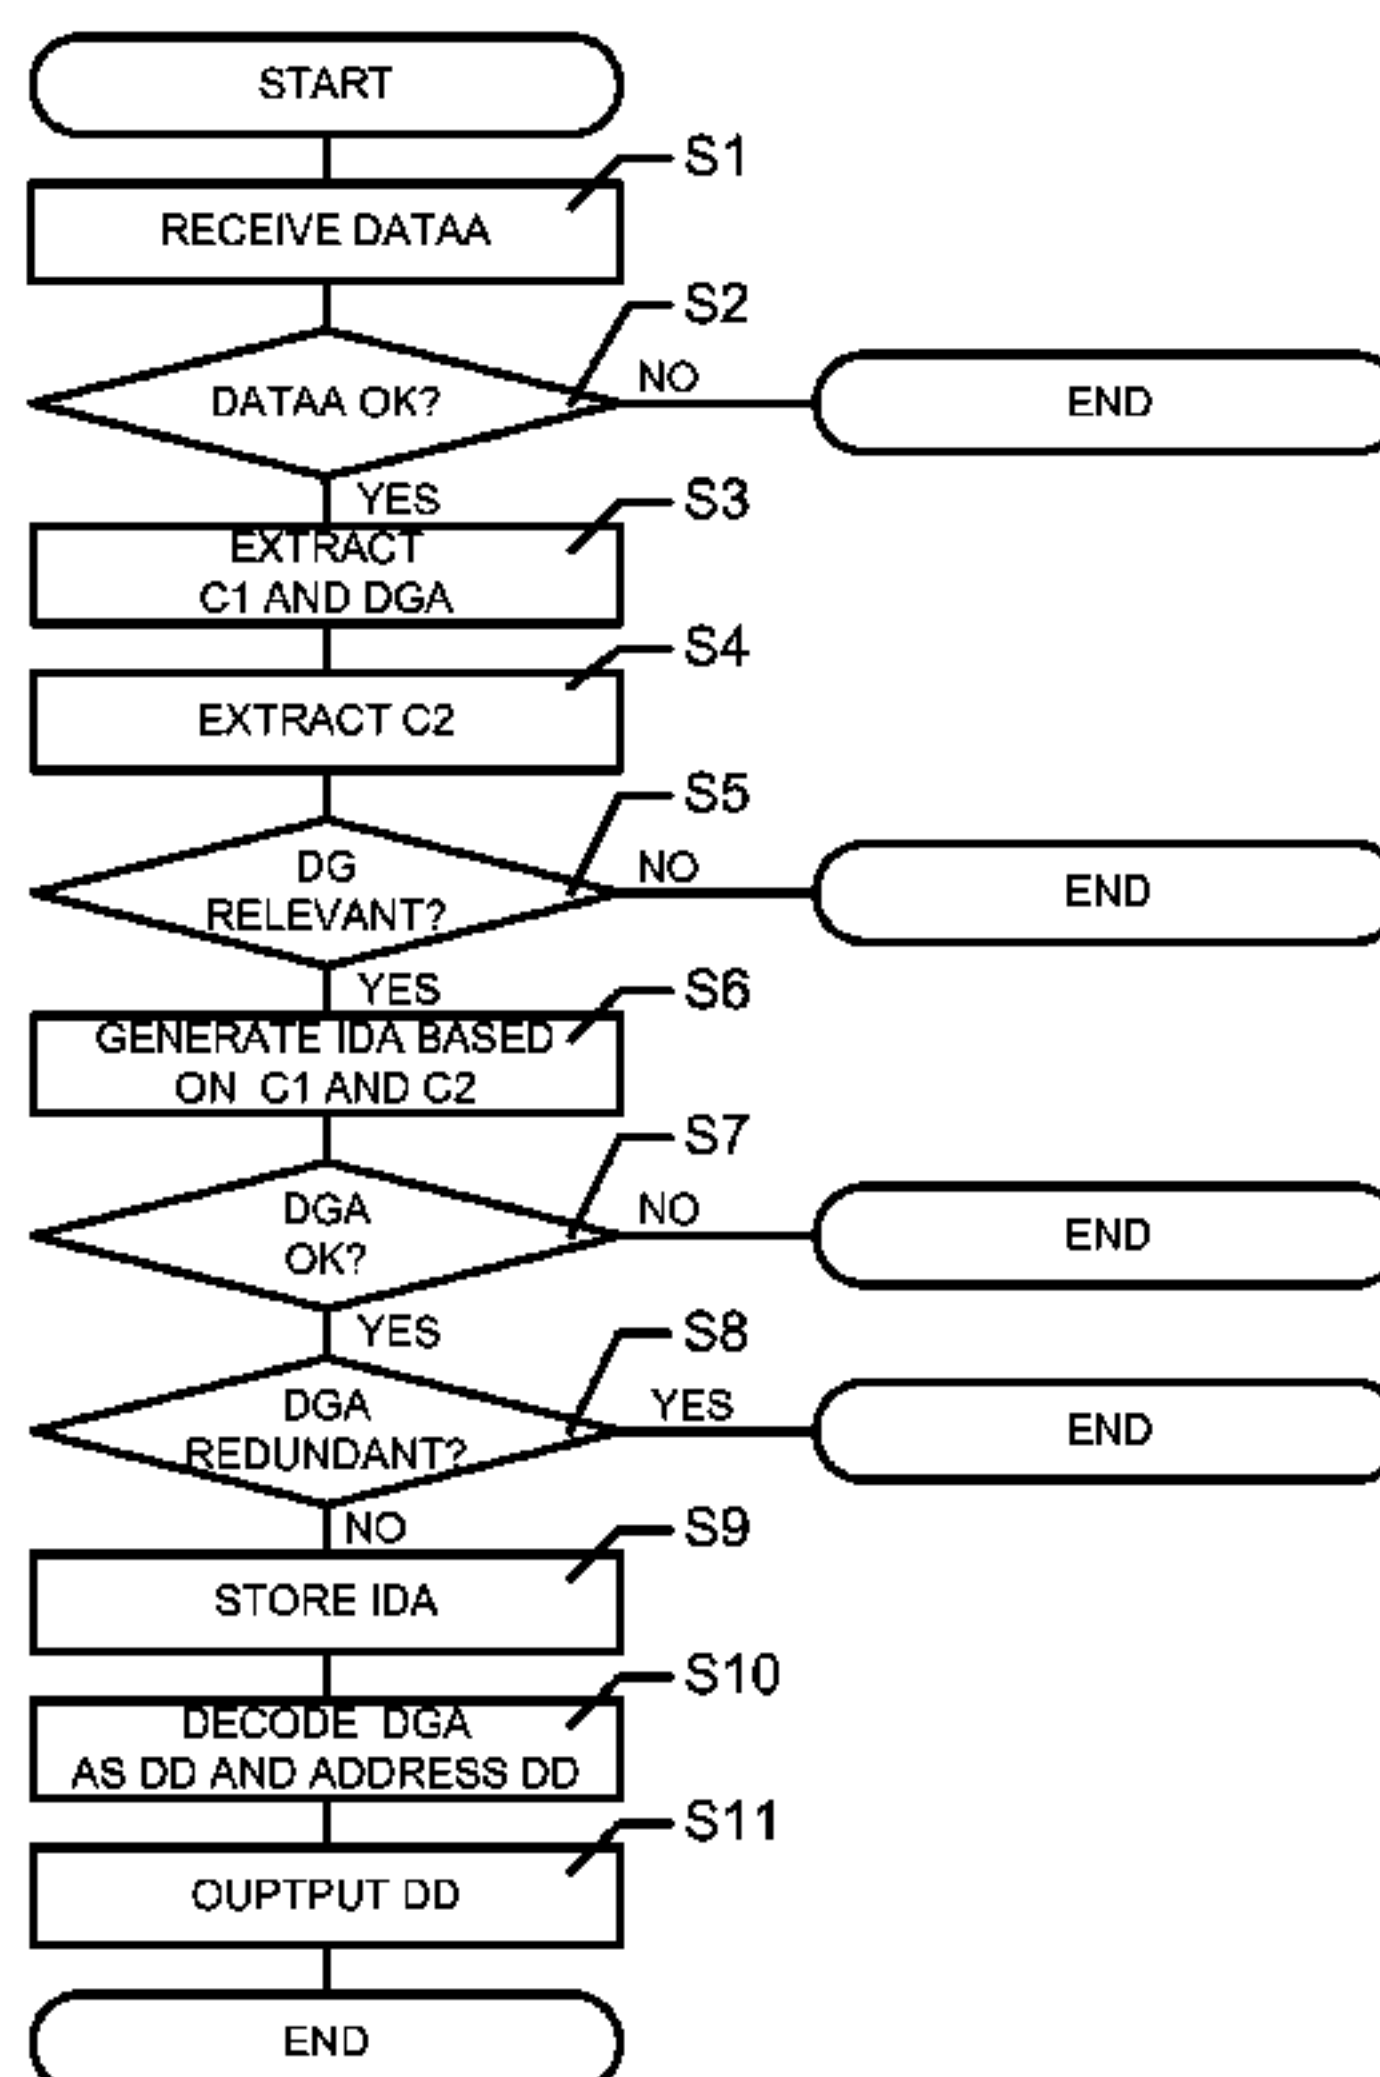 START
S1
RECEIVE DATAA
S2
DATAA OK?
NO
END
YES
S3
EXTRACT
C1 AND DGA
S4
EXTRACT C2
S5
DG
RELEVANT?
NO
END
YES
S6
GENERATE IDA BASED
ON C1 AND C2
S7
DGA
OK?
NO
END
YES
S8
DGA
REDUNDANT?
YES
END
NO
S9
STORE IDA
S10
DECODE DGA
AS DD AND ADDRESS DD
S11
OUPTPUT DD
END